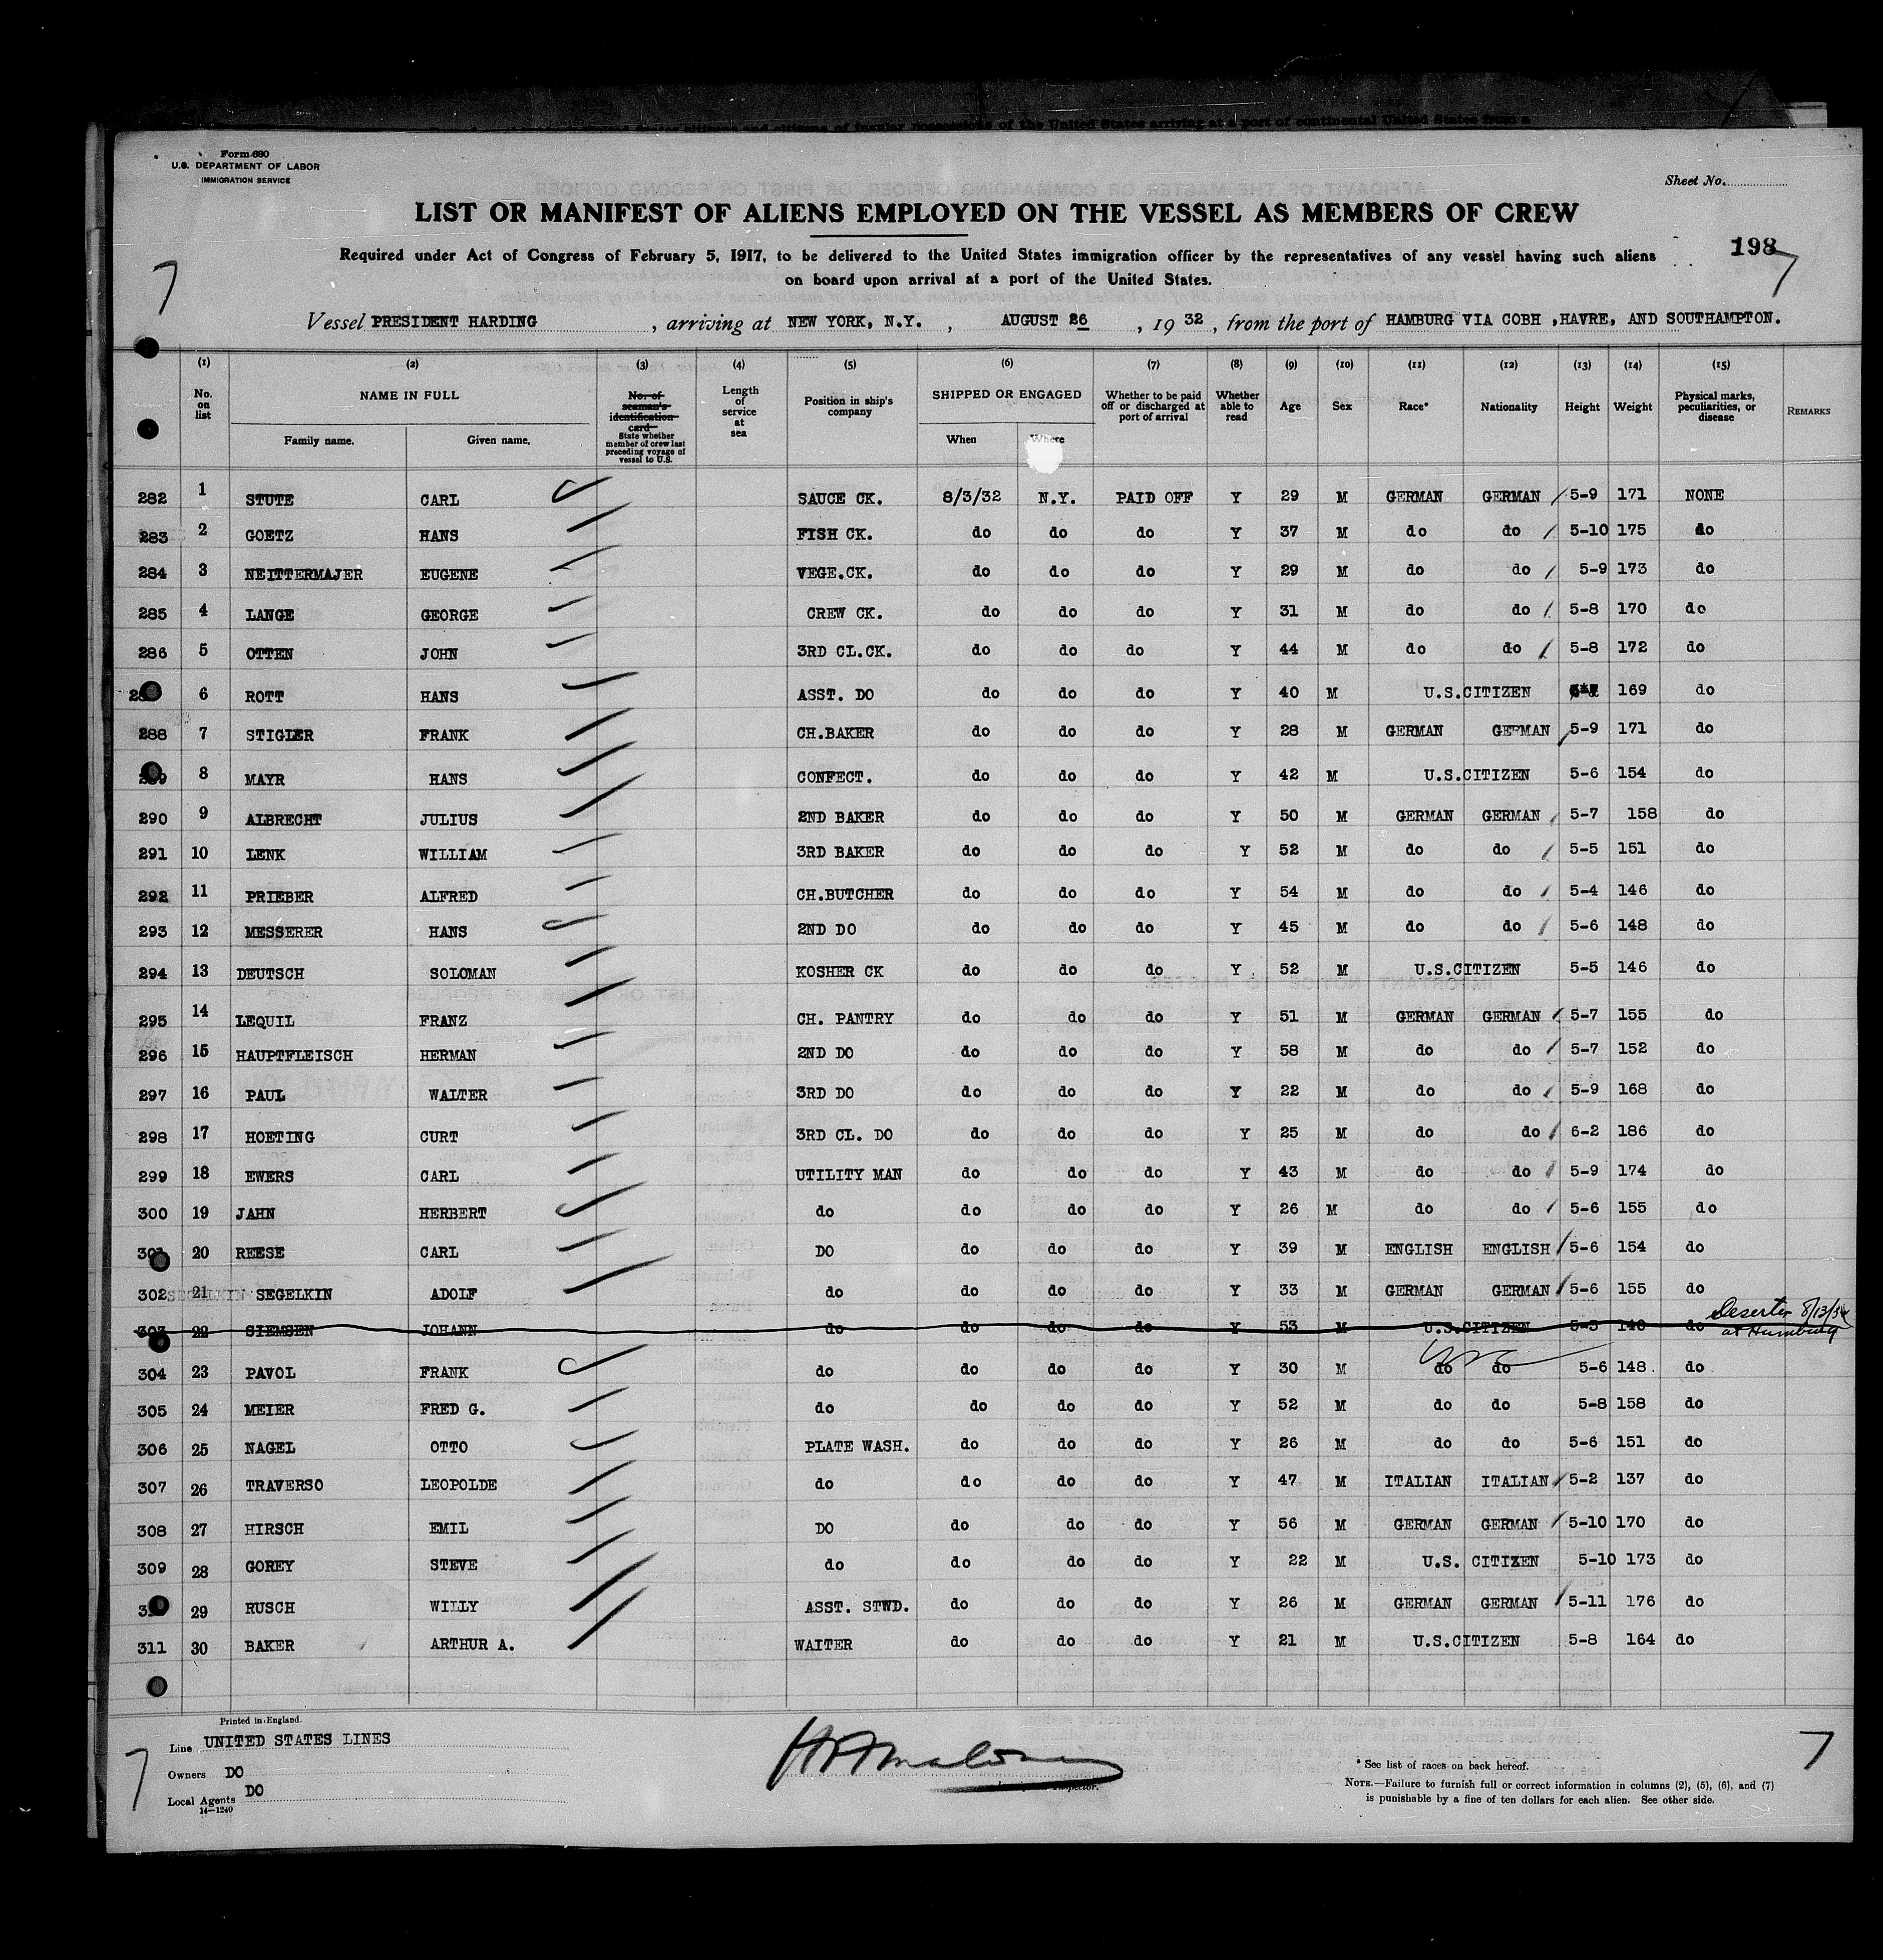 Form 680
U.S. DEPARTMENT OF LABOR
IMMIGRATION SERVICE
Sheet No.
LIST OR MANIFEST OF ALIENS EMPLOYED ON THE VESSEL AS MEMBERS OF CREW
198
Required under Act of Congress of February 5, 1917, to be delivered to the United States immigration officer by the representatives of any vessel having such aliens
on board upon arrival at a port of the United States.
7 7
Vessel PRESIDENT HARDING, arriving at NEW YORK, N.Y., AUGUST 26, 1932, from the port of HAMBURG VIA COBH ,HAVRE, AND SOUTHAMPTON.
(1) (2) (3) (4) (5) (6) (7) (8) (9) (10) (11) (12) (13) (14) (15)
No. on list NAME IN FULL Family name. Given name. No. of seaman's identification card State whether member of crew last preceding voyage of vessel to U.S. Length of service at sea Position in ship's company SHIPPED OR ENGAGED When Where Whether to be paid off or discharged at port of arrival Whether able to read Age Sex Race* Nationality Height Weight Physical marks, peculiarities, or disease REMARKS
282 1 STUTE CARL SAUCE CK. 8/3/32 N.Y. PAID OFF Y 29 M GERMAN GERMAN 5-9 171 NONE
283 2 GOETZ HANS FISH CK. do do do Y 37 M do do 5-10 175 do
284 3 NEITTERMAJER EUGENE VEGE.CK. do do do Y 29 M do do 5-9 173 do
285 4 LANGE GEORGE CREW CK. do do do Y 31 M do do 5-8 170 do
286 5 OTTEN JOHN 3RD CL.CK. do do do Y 44 M do do 5-8 172 do
6 ROTT HANS ASST. DO do do do Y 40 M U.S.CITIZEN 169 do
288 7 STIGLER FRANK CH.BAKER do do do Y 28 M GERMAN GERMAN 5-9 171 do
8 MAYR HANS CONFECT. do do do Y 42 M U.S.CITIZEN 5-6 154 do
290 9 ALBRECHT JULIUS 2ND BAKER do do do Y 50 M GERMAN GERMAN 5-7 158 do
291 10 LENK WILLIAM 3RD BAKER do do do Y 52 M do do 5-5 151 do
292 11 PRIEBER ALFRED CH.BUTCHER do do do Y 54 M do do 5-4 146 do
293 12 MESSERER HANS 2ND DO do do do Y 45 M do do 5-6 148 do
294 13 DEUTSCH SOLOMAN KOSHER CK do do do Y 52 M U.S.CITIZEN 5-5 146 do
295 14 LEQUIL FRANZ CH. PANTRY do do do Y 51 M GERMAN GERMAN 5-7 155 do
296 15 HAUPTFLEISCH HERMAN 2ND DO do do do Y 58 M do do 5-7 152 do
297 16 PAUL WALTER 3RD DO do do do Y 22 M do do 5-9 168 do
298 17 HOETING CURT 3RD CL. DO do do do Y 25 M do do 6-2 186 do
299 18 EWERS CARL UTILITY MAN do do do Y 43 M do do 5-9 174 do
300 19 JAHN HERBERT do do do do Y 26 M do do 5-6 155 do
301 20 REESE CARL DO do do do Y 39 M ENGLISH ENGLISH 5-6 154 do
302 21 SEGELKIN ADOLF do do do do Y 33 M GERMAN GERMAN 5-6 155 do
303 22 SIEMSEN JOHANN do do do do Y 53 M U.S.CITIZEN 5-5 148 do Deserter 8/13/32
at Hamburg
304 23 PAVOL FRANK do do do do Y 30 M do do 5-6 148. do
305 24 MEIER FRED G. do do do do Y 52 M do do 5-8 158 do
306 25 NAGEL OTTO PLATE WASH. do do do Y 26 M do do 5-6 151 do
307 26 TRAVERSO LEOPOLDE do do do do Y 47 M ITALIAN ITALIAN 5-2 137 do
308 27 HIRSCH EMIL DO do do do Y 56 M GERMAN GERMAN 5-10 170 do
309 28 GOREY STEVE do do do do Y 22 M U.S. CITIZEN 5-10 173 do
29 RUSCH WILLY ASST. STWD. do do do Y 26 M GERMAN GERMAN 5-11 176 do
311 30 BAKER ARTHUR A. WAITER do do do Y 21 M U.S.CITIZEN 5-8 164 do
Printed in England.
Line UNITED STATES LINES
Owners DO
Local Agents DO
14-1240
7 7
Inspector.
* See list of races on back hereof.
NOTE.—Failure to furnish full or correct information in columns (2), (5), (6), and (7)
is punishable by a fine of ten dollars for each alien. See other side.